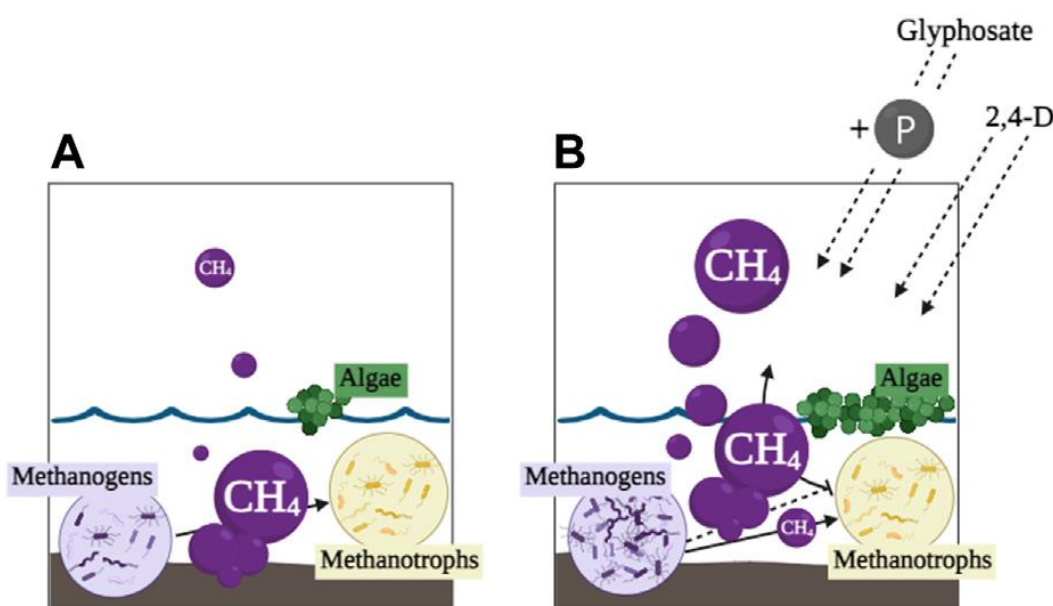 Glyphosate
+ P
2,4-D
A
B
CH₄
CH₄
Algae
Algae
Methanogens
CH₄
Methanotrophs
CH₄
Methanogens
CH₄
Methanotrophs